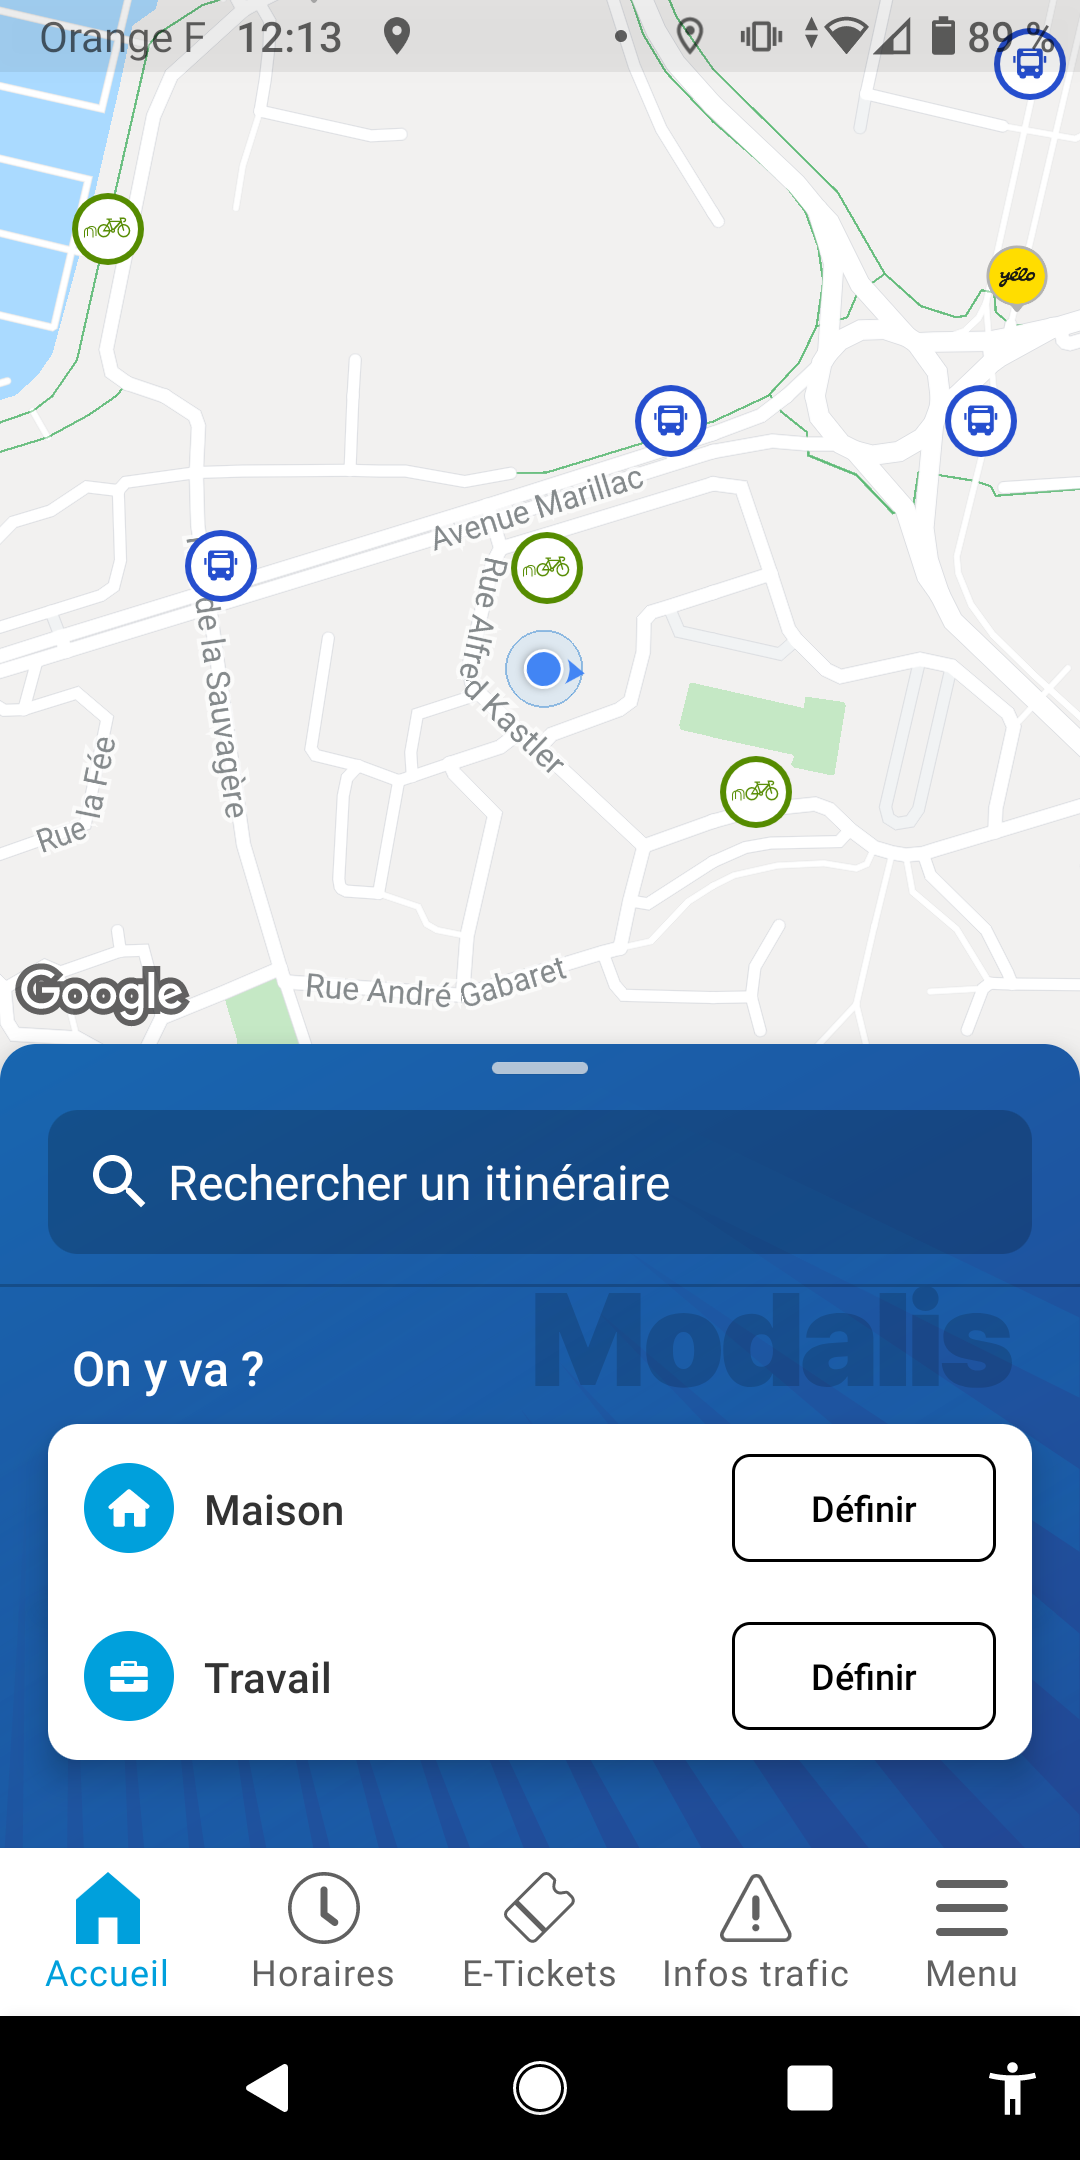 Orange F 12:13 89 %
yélo
Avenue Marillac
Rue Alfred Kastler
de la Sauvagère
Rue la Fée
Rue André Gabaret
Google
Rechercher un itinéraire
Modalis
On y va ?
Maison
Définir
Travail
Définir
Accueil
Horaires
E-Tickets
Infos trafic
Menu